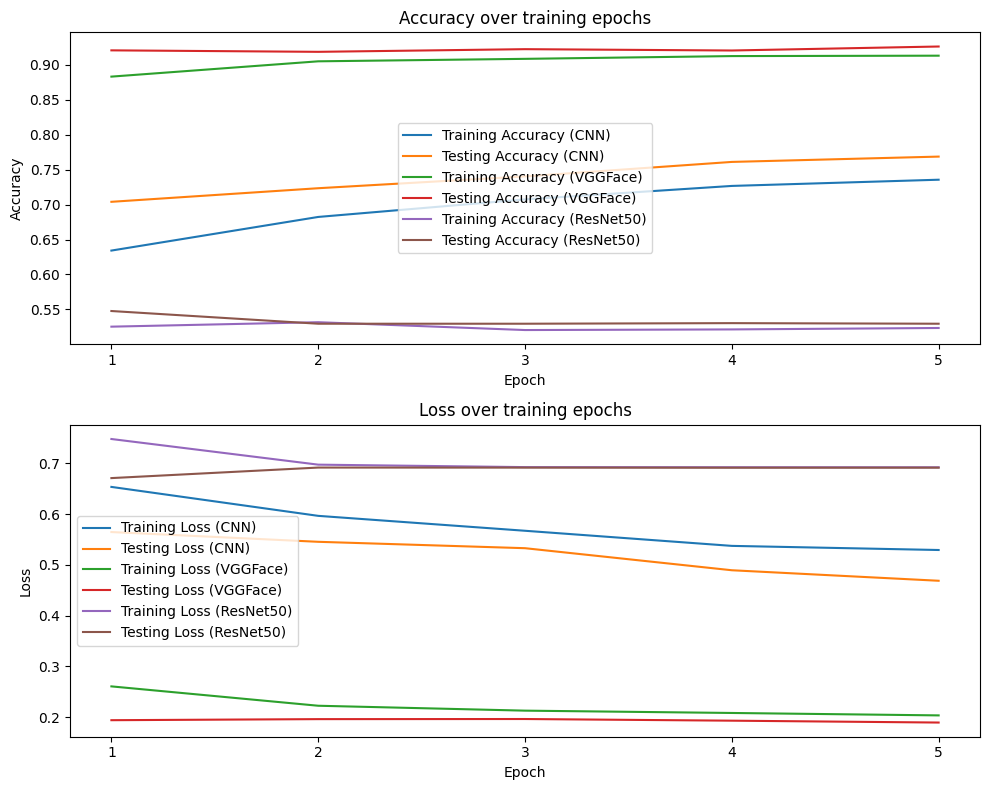 Accuracy over training epochs
0.90
0.85
0.80
0.75
0.70
0.65
0.60
0.55
Accuracy
Training Accuracy (CNN)
Testing Accuracy (CNN)
Training Accuracy (VGGFace)
Testing Accuracy (VGGFace)
Training Accuracy (ResNet50)
Testing Accuracy (ResNet50)
1 2 3 4 5
Epoch
Loss over training epochs
0.7
0.6
0.5
0.4
0.3
0.2
Loss
Training Loss (CNN)
Testing Loss (CNN)
Training Loss (VGGFace)
Testing Loss (VGGFace)
Training Loss (ResNet50)
Testing Loss (ResNet50)
1 2 3 4 5
Epoch